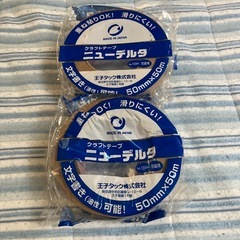 重ね貼りOK! 滑りにくい!
MADE IN JAPAN
クラフトテープ
ニューデルタ
王子タック株式会社
文字書き(油性)可能!
50mm×50m
重ね貼りOK! 滑りにくい!
MADE IN JAPAN
クラフトテープ
ニューデルタ
王子タック株式会社
文字書き(油性)可能!
50mm×50m